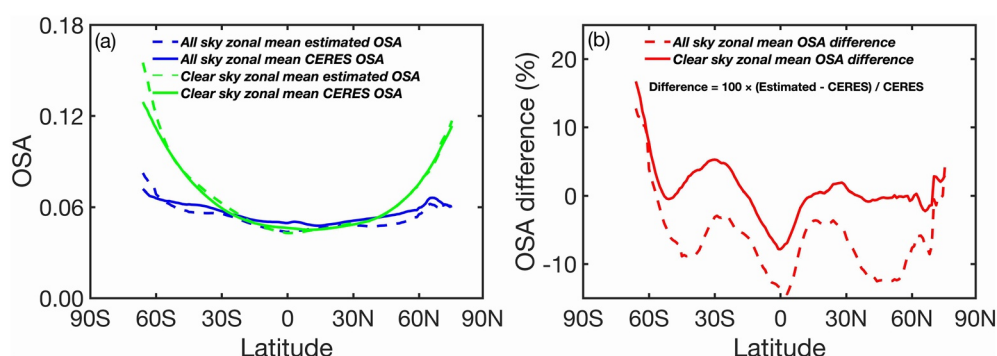 (a)
All sky zonal mean estimated OSA
All sky zonal mean CERES OSA
Clear sky zonal mean estimated OSA
Clear sky zonal mean CERES OSA
0.18
0.12
0.06
0.00
OSA
90S 60S 30S 0 30N 60N 90N
Latitude
(b)
All sky zonal mean OSA difference
Clear sky zonal mean OSA difference
Difference = 100 × (Estimated - CERES) / CERES
20
10
0
-10
OSA difference (%)
90S 60S 30S 0 30N 60N 90N
Latitude